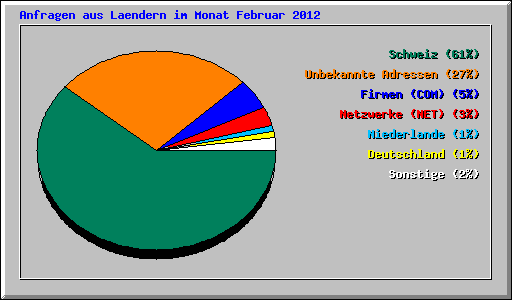 Anfragen aus Laendern im Monat Februar 2012
Schweiz (61%)
Unbekannte Adressen (27%)
Firmen (COM) (5%)
Netzwerke (NET) (3%)
Niederlande (1%)
Deutschland (1%)
Sonstige (2%)